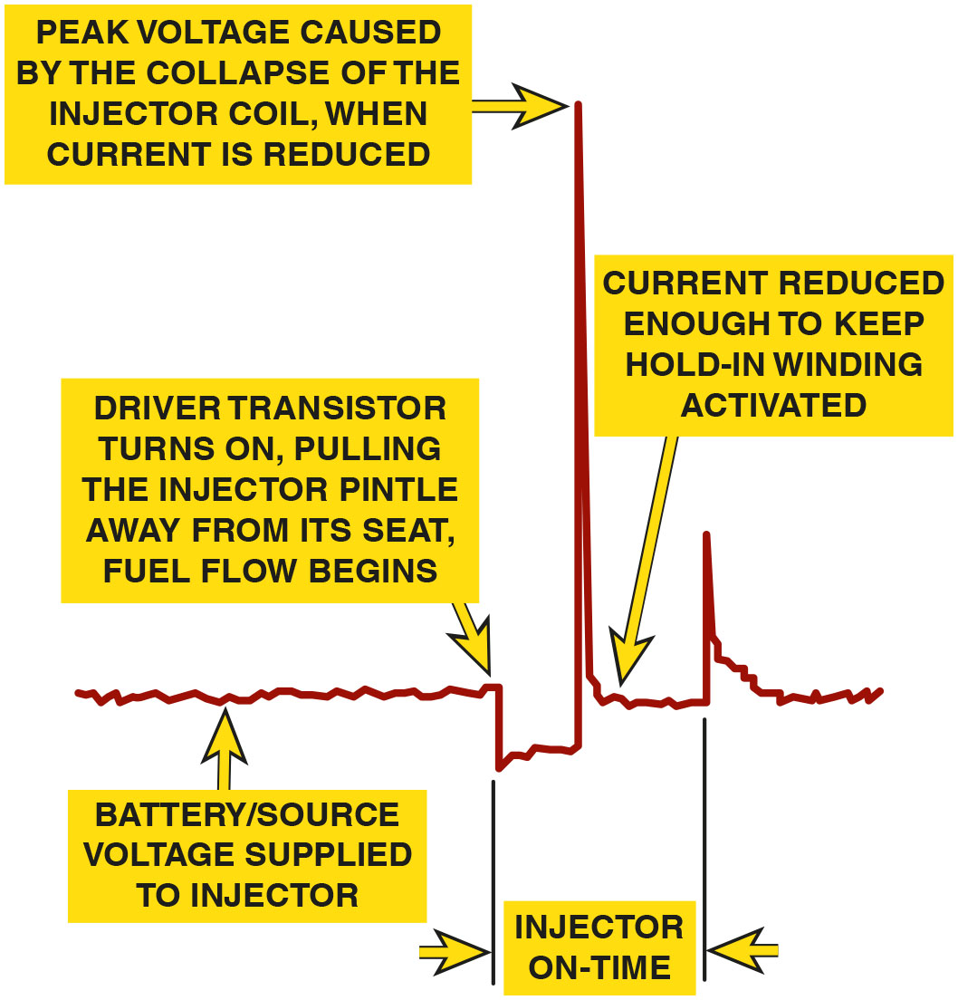 PEAK VOLTAGE CAUSED
BY THE COLLAPSE OF THE
INJECTOR COIL, WHEN
CURRENT IS REDUCED
CURRENT REDUCED
ENOUGH TO KEEP
HOLD-IN WINDING
ACTIVATED
DRIVER TRANSISTOR
TURNS ON, PULLING
THE INJECTOR PINTLE
AWAY FROM ITS SEAT,
FUEL FLOW BEGINS
BATTERY/SOURCE
VOLTAGE SUPPLIED
TO INJECTOR
INJECTOR
ON-TIME